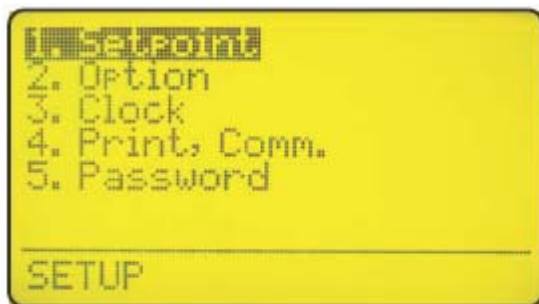 1. Setpoint
2. Option
3. Clock
4. Print, Comm.
5. Password
SETUP